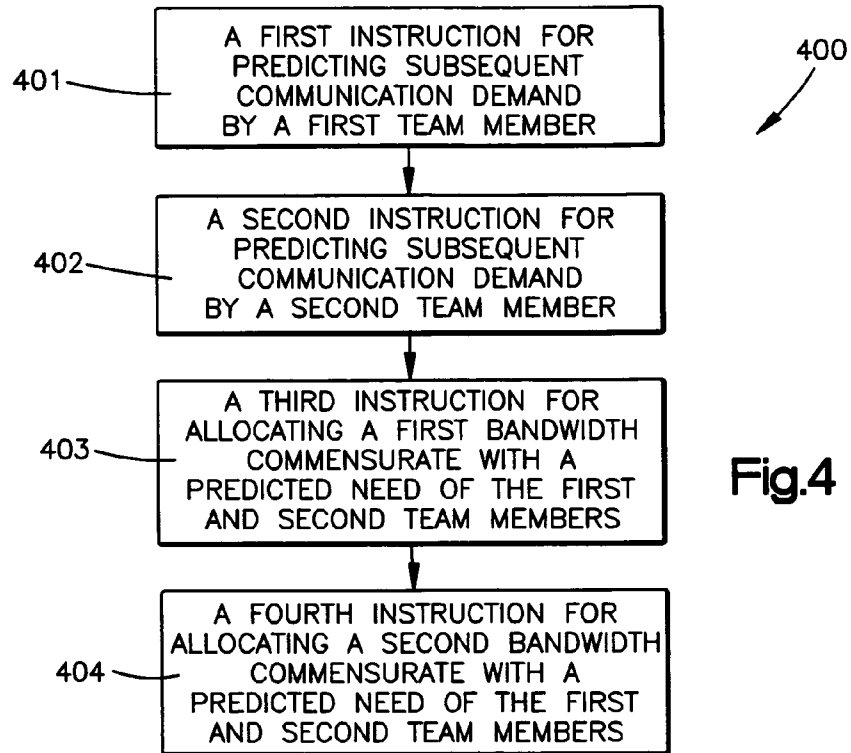 A FIRST INSTRUCTION FOR
PREDICTING SUBSEQUENT
COMMUNICATION DEMAND
BY A FIRST TEAM MEMBER
401
400
A SECOND INSTRUCTION FOR
PREDICTING SUBSEQUENT
COMMUNICATION DEMAND
BY A SECOND TEAM MEMBER
402
A THIRD INSTRUCTION FOR
ALLOCATING A FIRST BANDWIDTH
COMMENSURATE WITH A
PREDICTED NEED OF THE FIRST
AND SECOND TEAM MEMBERS
403
Fig.4
A FOURTH INSTRUCTION FOR
ALLOCATING A SECOND BANDWIDTH
COMMENSURATE WITH A
PREDICTED NEED OF THE FIRST
AND SECOND TEAM MEMBERS
404